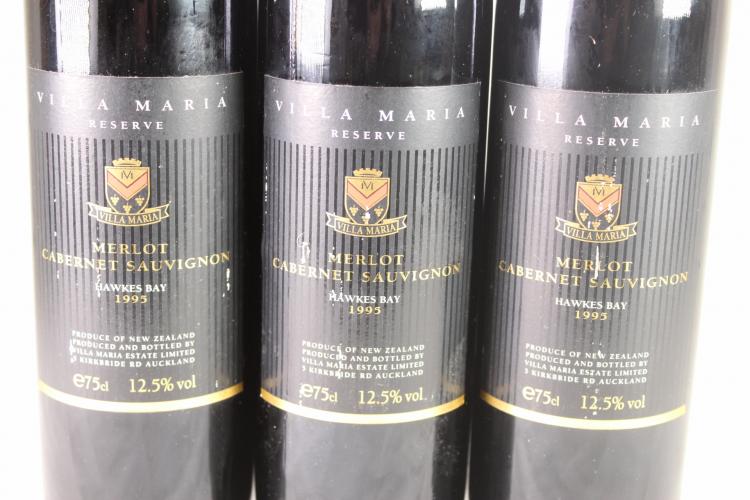 VILLA MARIA
RESERVE
VM
VILLA MARIA
MERLOT
CABERNET SAUVIGNON
HAWKES BAY
1995
PRODUCE OF NEW ZEALAND
PRODUCED AND BOTTLED BY
VILLA MARIA ESTATE LIMITED
5 KIRKBRIDE RD AUCKLAND
e75cl 12.5% vol
VILLA MARIA
RESERVE
VM
VILLA MARIA
MERLOT
CABERNET SAUVIGNON
HAWKES BAY
1995
PRODUCE OF NEW ZEALAND
PRODUCED AND BOTTLED BY
VILLA MARIA ESTATE LIMITED
5 KIRKBRIDE RD AUCKLAND
e75cl 12.5% vol
VILLA MARIA
RESERVE
VM
VILLA MARIA
MERLOT
CABERNET SAUVIGNON
HAWKES BAY
1995
PRODUCE OF NEW ZEALAND
PRODUCED AND BOTTLED BY
VILLA MARIA ESTATE LIMITED
5 KIRKBRIDE RD AUCKLAND
e75cl 12.5% vol